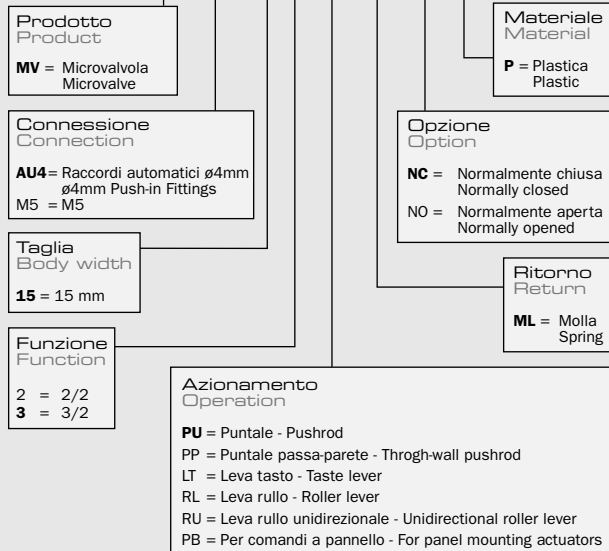 Prodotto
Product
MV = Microvalvola
Microvalve
Connessione
Connection
AU4= Raccordi automatici ø4mm
ø4mm Push-in Fittings
M5 = M5
Taglia
Body width
15 = 15 mm
Funzione
Function
2 = 2/2
3 = 3/2
Azionamento
Operation
PU = Puntale - Pushrod
PP = Puntale passa-parete - Throgh-wall pushrod
LT = Leva tasto - Taste lever
RL = Leva rullo - Roller lever
RU = Leva rullo unidirezionale - Unidirectional roller lever
PB = Per comandi a pannello - For panel mounting actuators
Materiale
Material
P = Plastica
Plastic
Opzione
Option
NC = Normalmente chiusa
Normally closed
NO = Normalmente aperta
Normally opened
Ritorno
Return
ML = Molla
Spring